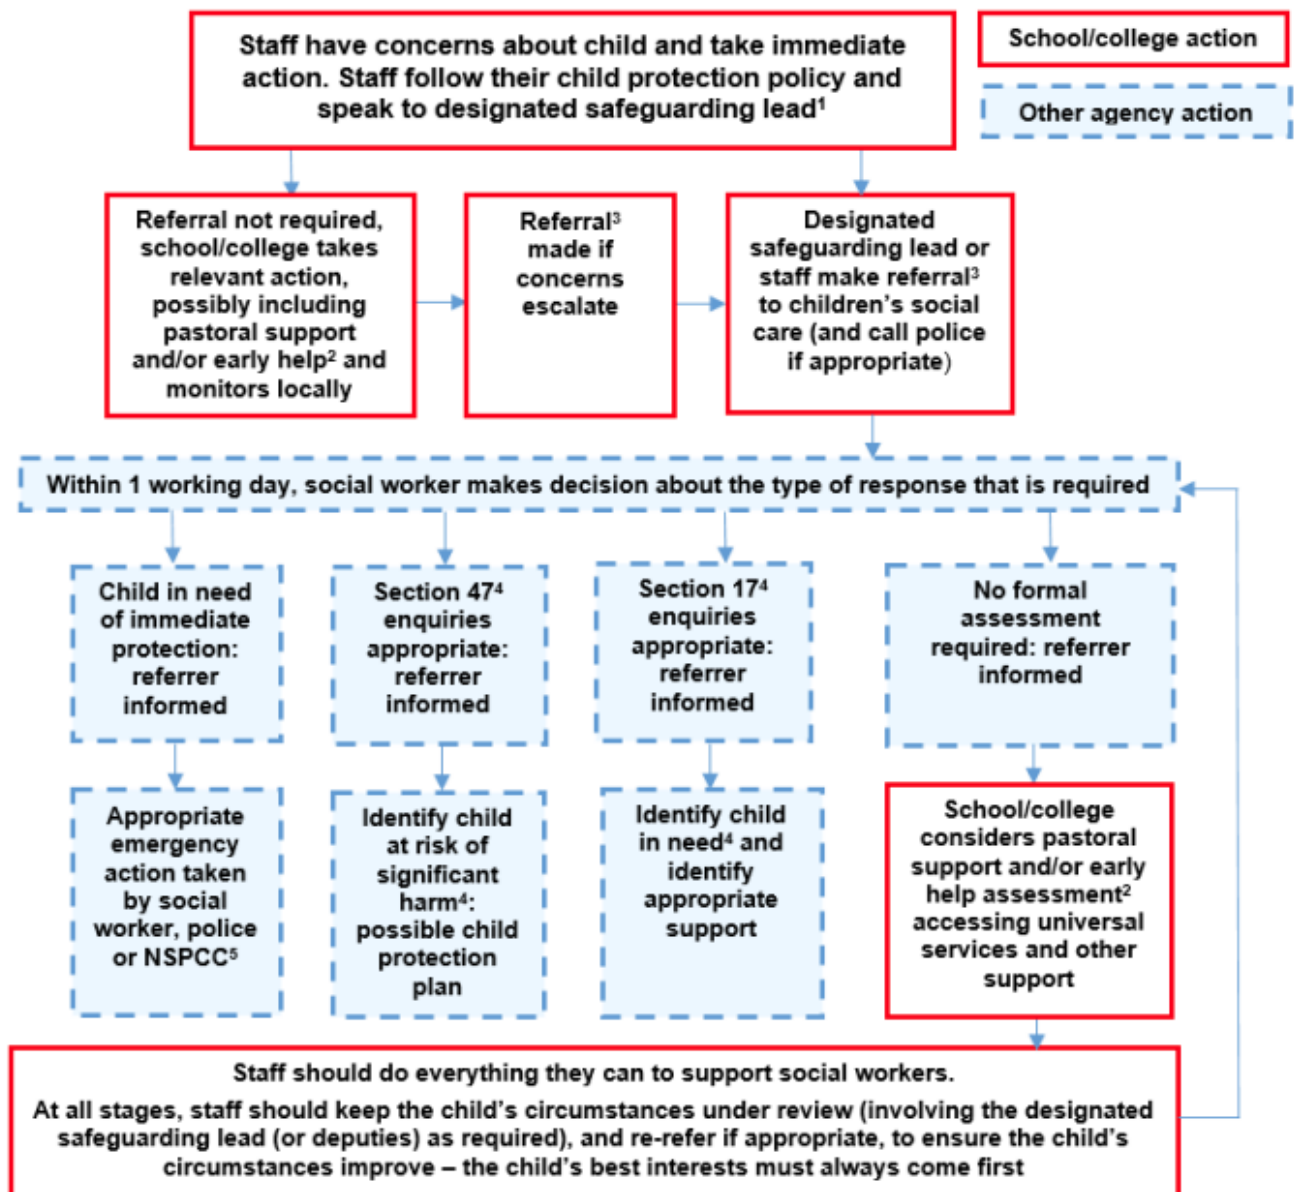 Staff have concerns about child and take immediate
action. Staff follow their child protection policy and
speak to designated safeguarding lead¹
School/college action
Other agency action
Referral not required,
school/college takes
relevant action,
possibly including
pastoral support
and/or early help² and
monitors locally
Referral³
made if
concerns
escalate
Designated
safeguarding lead or
staff make referral³
to children’s social
care (and call police
if appropriate)
Within 1 working day, social worker makes decision about the type of response that is required
Child in need
of immediate
protection:
referrer
informed
Section 47⁴
enquiries
appropriate:
referrer
informed
Section 17⁴
enquiries
appropriate:
referrer
informed
No formal
assessment
required: referrer
informed
Appropriate
emergency
action taken
by social
worker, police
or NSPCC⁵
Identify child
at risk of
significant
harm⁴:
possible child
protection
plan
Identify child
in need⁴ and
identify
appropriate
support
School/college
considers pastoral
support and/or early
help assessment²
accessing universal
services and other
support
Staff should do everything they can to support social workers.
At all stages, staff should keep the child’s circumstances under review (involving the designated
safeguarding lead (or deputies) as required), and re-refer if appropriate, to ensure the child’s
circumstances improve – the child’s best interests must always come first